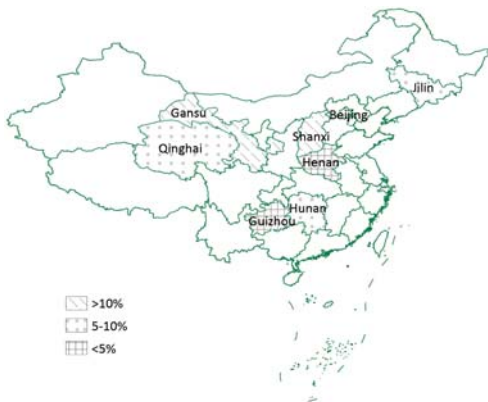 Jilin
Gansu
Beijing
Shanxi
Qinghai
Henan
Hunan
Guizhou
>10%
5-10%
<5%